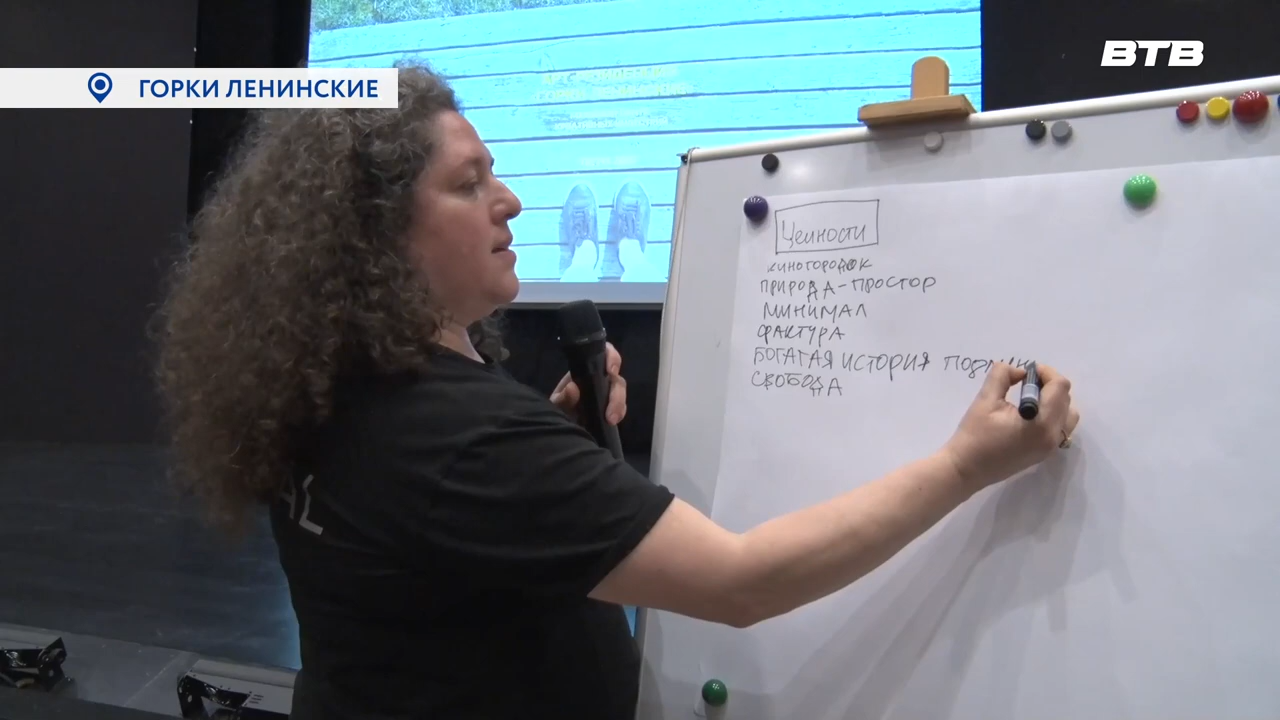 ВТВ
ГОРКИ ЛЕНИНСКИЕ
Ценности
КИНОГОРОДОК
ПРИРОДА-ПРОСТОР
МИНИМАЛ
ФАКТУРА
БОГАТАЯ ИСТОРИЯ
СВОБОДА